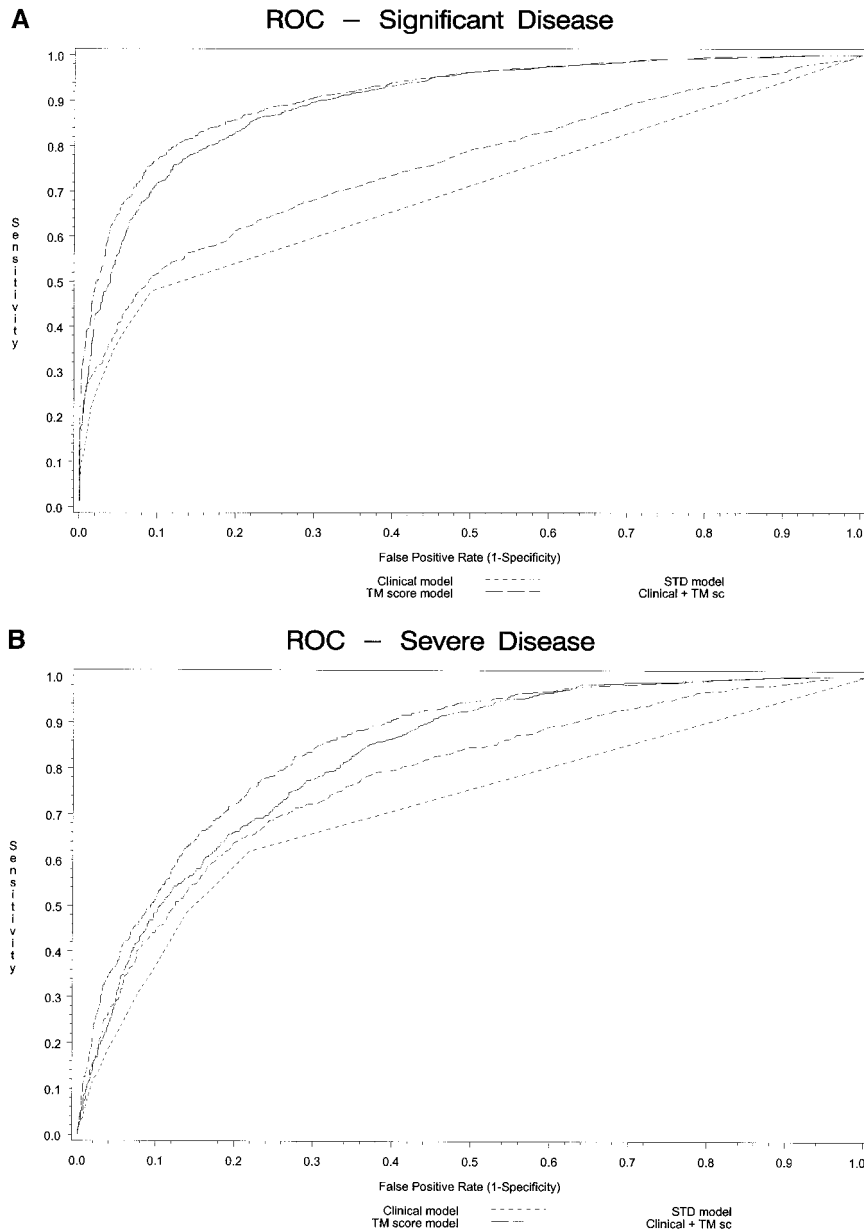 A
ROC – Significant Disease
1.0
0.9
0.8
0.7
0.6
0.5
0.4
0.3
0.2
0.1
0.0
Sensitivity
0.0 0.1 0.2 0.3 0.4 0.5 0.6 0.7 0.8 0.9 1.0
False Positive Rate (1-Specificity)
Clinical model STD model
TM score model Clinical + TM sc
B
ROC – Severe Disease
1.0
0.9
0.8
0.7
0.6
0.5
0.4
0.3
0.2
0.1
0.0
Sensitivity
0.0 0.1 0.2 0.3 0.4 0.5 0.6 0.7 0.8 0.9 1.0
False Positive Rate (1-Specificity)
Clinical model STD model
TM score model Clinical + TM sc